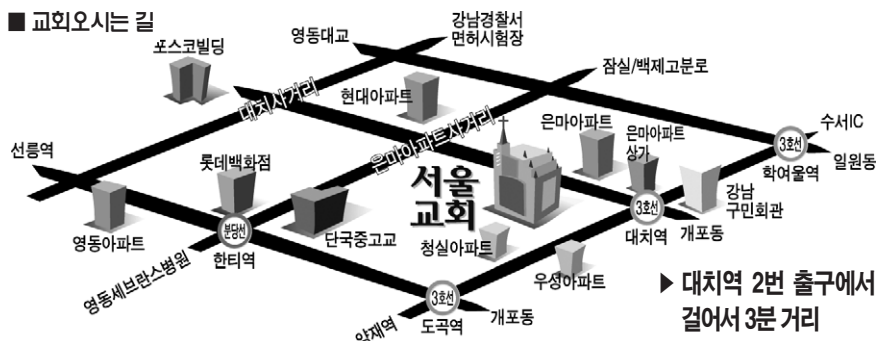 ■ 교회오시는 길
포스코빌딩
영동대교
강남경찰서
면허시험장
잠실/백제고분로
대치사거리
현대아파트
은마아파트사거리
은마아파트
은마아파트
상가
수서IC
3호선
학여울역
일원동
선릉역
롯데백화점
서울
교회
강남
구민회관
영동아파트
분당선
한티역
단국중고교
청실아파트
3호선
대치역
개포동
영동세브란스병원
우성아파트
3호선
도곡역
개포동
양재역
▶ 대치역 2번 출구에서
걸어서 3분 거리